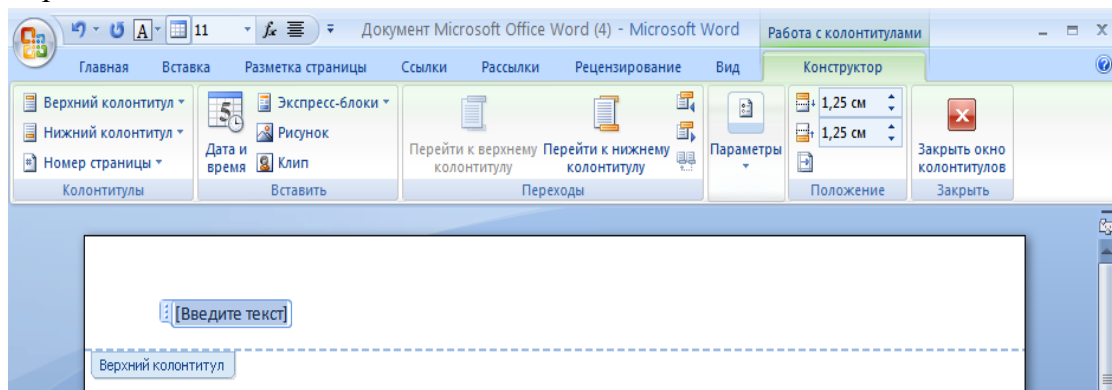 11
Документ Microsoft Office Word (4) - Microsoft Word
Работа с колонтитулами
Главная Вставка Разметка страницы Ссылки Рассылки Рецензирование Вид Конструктор
Верхний колонтитул
Нижний колонтитул
Номер страницы
Колонтитулы
Дата и
время
Экспресс-блоки
Рисунок
Клип
Вставить
Перейти к верхнему
колонтитулу
Перейти к нижнему
колонтитулу
Переходы
Параметры
1,25 см
1,25 см
Положение
Закрыть окно
колонтитулов
Закрыть
[Введите текст]
Верхний колонтитул